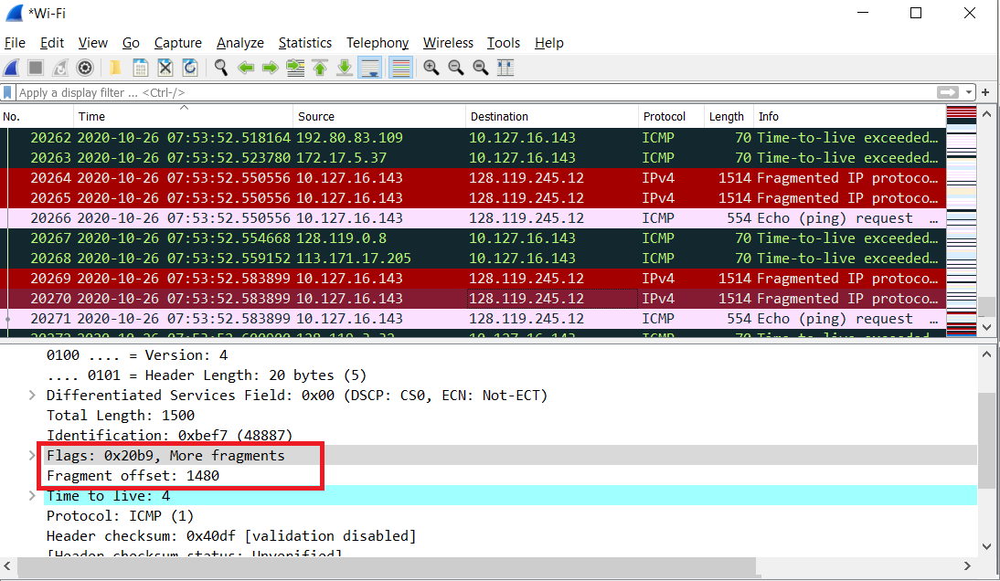 *Wi-Fi
File Edit View Go Capture Analyze Statistics Telephony Wireless Tools Help
Apply a display filter ... <Ctrl-/>
No. Time Source Destination Protocol Length Info
20262 2020-10-26 07:53:52.518164 192.80.83.109 10.127.16.143 ICMP 70 Time-to-live exceeded…
20263 2020-10-26 07:53:52.523780 172.17.5.37 10.127.16.143 ICMP 70 Time-to-live exceeded…
20264 2020-10-26 07:53:52.550556 10.127.16.143 128.119.245.12 IPv4 1514 Fragmented IP protoco…
20265 2020-10-26 07:53:52.550556 10.127.16.143 128.119.245.12 IPv4 1514 Fragmented IP protoco…
20266 2020-10-26 07:53:52.550556 10.127.16.143 128.119.245.12 ICMP 554 Echo (ping) request …
20267 2020-10-26 07:53:52.554668 128.119.0.8 10.127.16.143 ICMP 70 Time-to-live exceeded…
20268 2020-10-26 07:53:52.559152 113.171.17.205 10.127.16.143 ICMP 70 Time-to-live exceeded…
20269 2020-10-26 07:53:52.583899 10.127.16.143 128.119.245.12 IPv4 1514 Fragmented IP protoco…
20270 2020-10-26 07:53:52.583899 10.127.16.143 128.119.245.12 IPv4 1514 Fragmented IP protoco…
20271 2020-10-26 07:53:52.583899 10.127.16.143 128.119.245.12 ICMP 554 Echo (ping) request …
0100 .... = Version: 4
.... 0101 = Header Length: 20 bytes (5)
Differentiated Services Field: 0x00 (DSCP: CS0, ECN: Not-ECT)
Total Length: 1500
Identification: 0xbef7 (48887)
Flags: 0x20b9, More fragments
Fragment offset: 1480
Time to live: 4
Protocol: ICMP (1)
Header checksum: 0x40df [validation disabled]
[Header checksum status: Unverified]